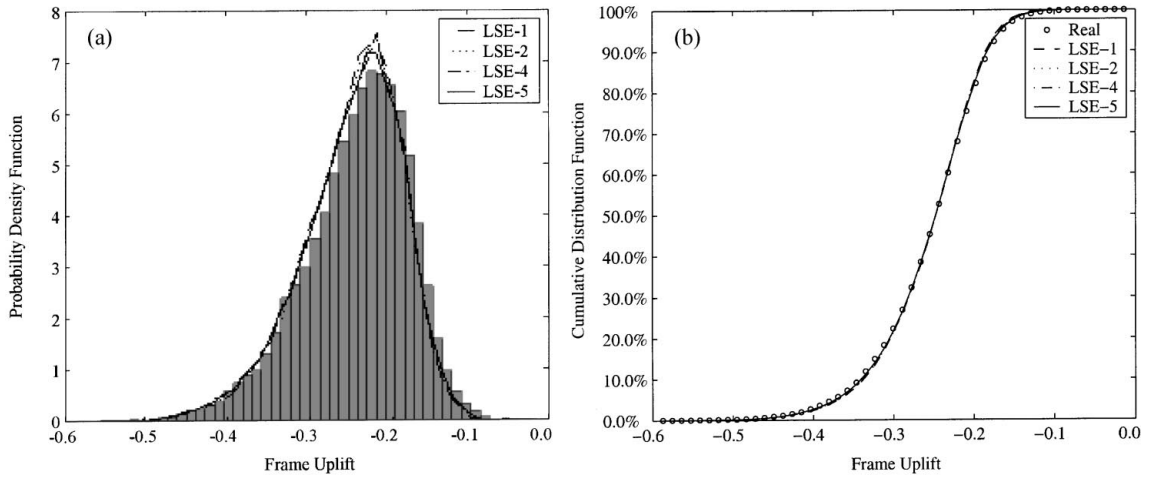 (a)
LSE-1
LSE-2
LSE-4
LSE-5
Probability Density Function
8
7
6
5
4
3
2
1
0
-0.6
-0.5
-0.4
-0.3
-0.2
-0.1
0.0
Frame Uplift
(b)
Real
LSE−1
LSE−2
LSE−4
LSE−5
Cumulative Distribution Function
100%
90.0%
80.0%
70.0%
60.0%
50.0%
40.0%
30.0%
20.0%
10.0%
0.0%
−0.6
−0.5
−0.4
−0.3
−0.2
−0.1
0.0
Frame Uplift